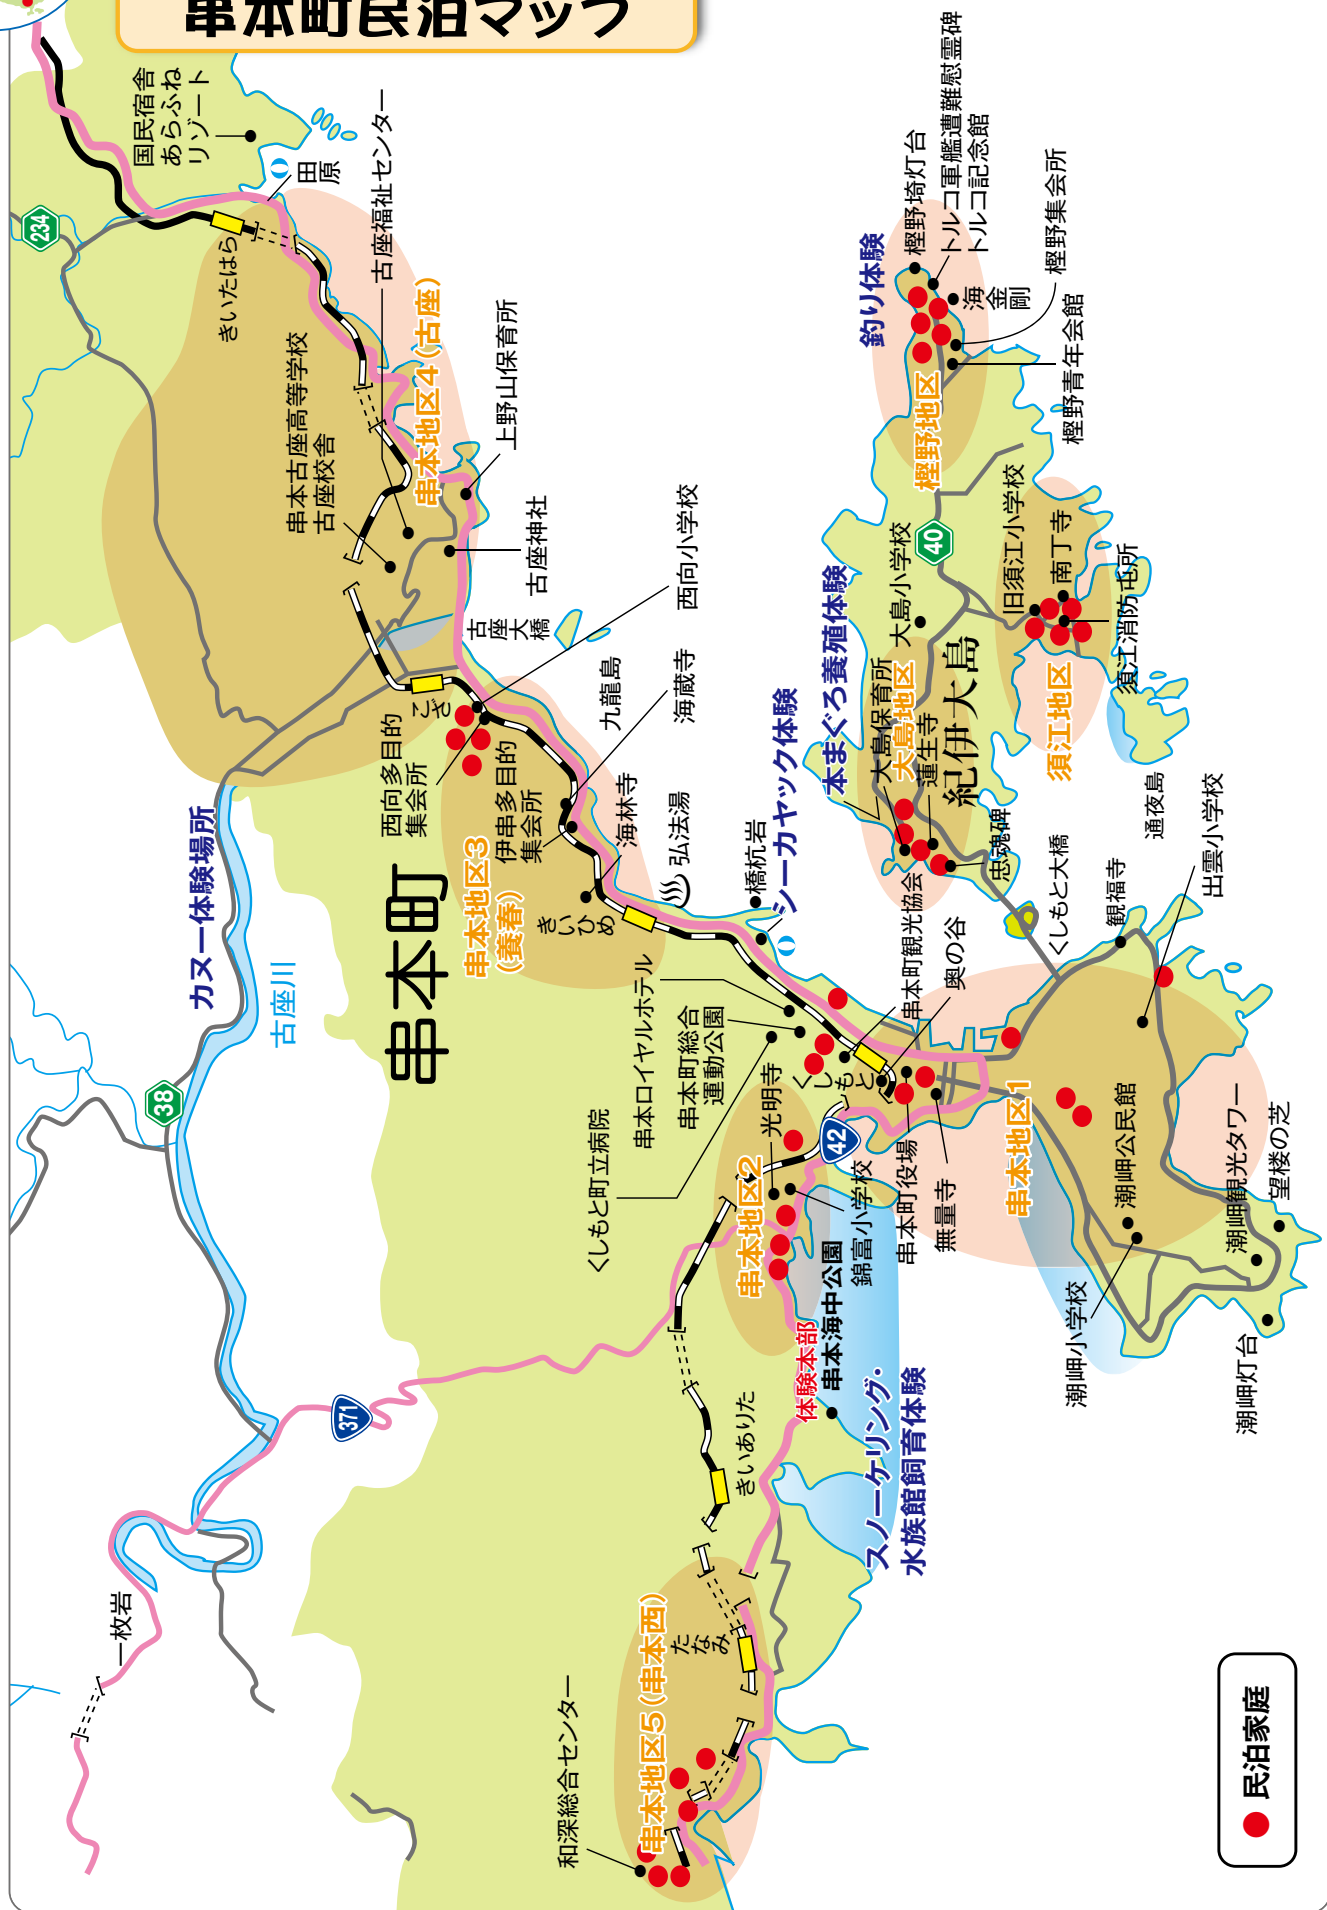 串本町民泊マップ
国民宿舎
あらふね
リゾート
田原
234
きいたはら
古座福祉センター
串本古座高等学校
古座校舎
串本地区4（古座）
上野山保育所
古座神社
古座大橋
西向小学校
こざ
九龍島
海蔵寺
西向多目的
集会所
伊串多目的
集会所
串本地区3
（養春）
海林寺
弘法湯
きいひめ
橋杭岩
シーカヤック体験
カヌー体験場所
古座川
串本町
38
371
一枚岩
串本ロイヤルホテル
串本町総合
運動公園
くしもと町立病院
串本町観光協会
奥の谷
くしもと
光明寺
42
串本地区2
錦富小学校
串本町役場
無量寺
串本地区1
体験本部
串本海中公園
スノーケリング・
水族館飼育体験
きいありた
たなみ
串本地区5（串本西）
和深総合センター
釣り体験
樫野埼灯台
トルコ軍艦遭難慰霊碑
トルコ記念館
海金剛
樫野集会所
樫野青年会館
樫野地区
40
大島小学校
旧須江小学校
南丁寺
須江消防屯所
須江地区
本まぐろ養殖体験
大島保育所
大島地区
蓮生寺
紀伊大島
忠魂碑
通夜島
くしもと大橋
観福寺
出雲小学校
潮岬公民館
潮岬小学校
潮岬観光タワー
望楼の芝
潮岬灯台
民泊家庭